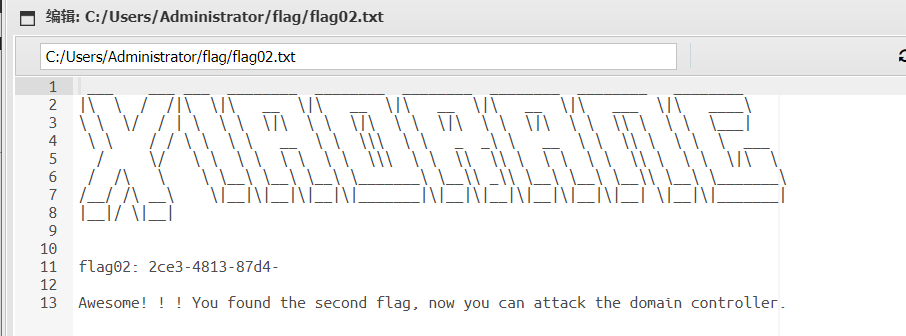 编辑: C:/Users/Administrator/flag/flag02.txt
C:/Users/Administrator/flag/flag02.txt
1
2
3
4
5
6
7
8
9
10
11 flag02: 2ce3-4813-87d4-
12
13 Awesome! ! ! You found the second flag, now you can attack the domain controller.